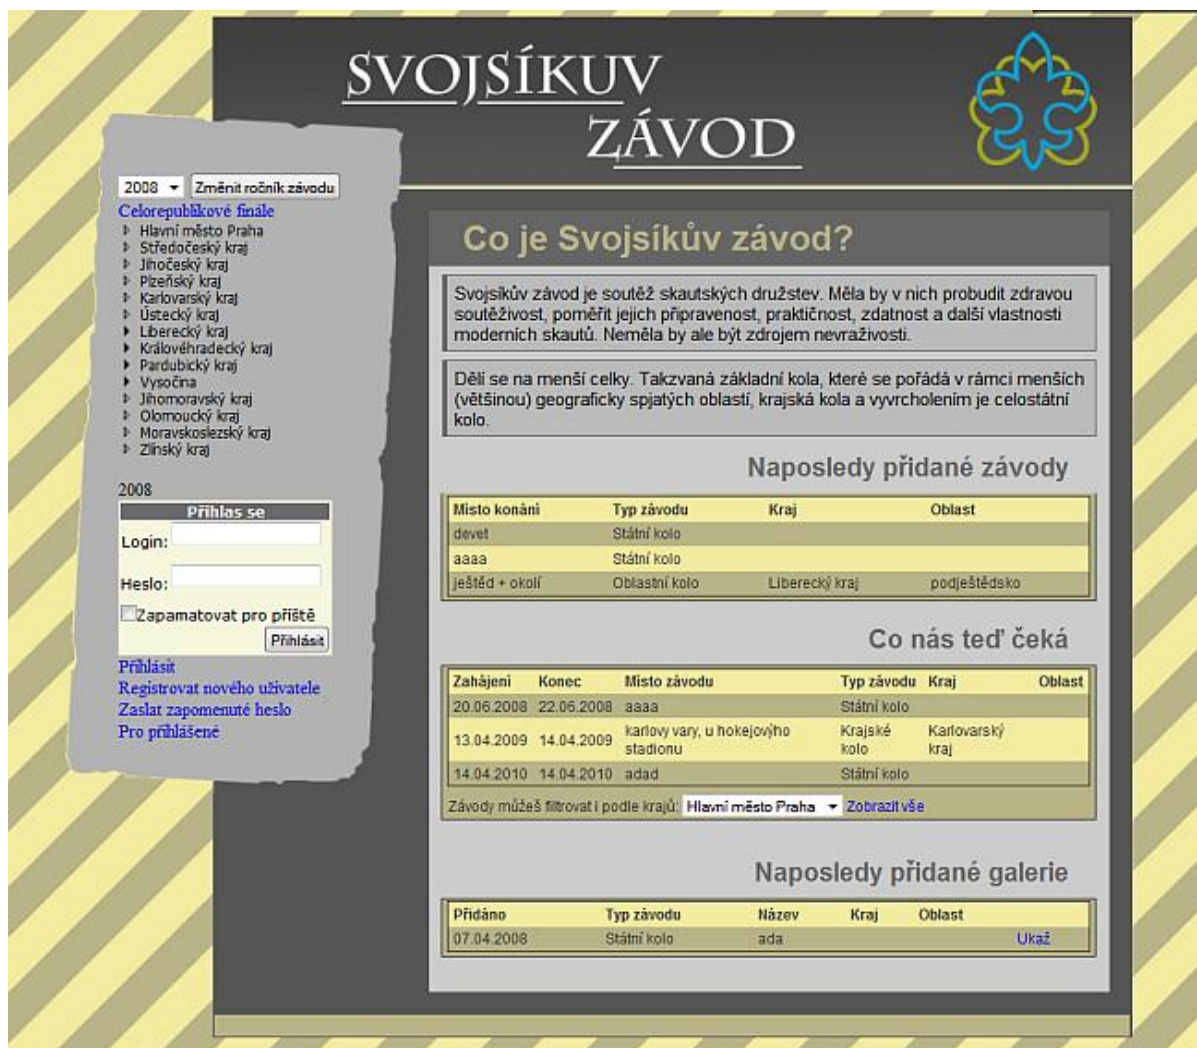 SVOJSÍKUV
ZÁVOD
2008 Změnit ročník závodu
Celorepublikové finále
Hlavní město Praha
Středočeský kraj
Jihočeský kraj
Plzeňský kraj
Karlovarský kraj
Ústecký kraj
Liberecký kraj
Královéhradecký kraj
Pardubický kraj
Vysočina
Jihomoravský kraj
Olomoucký kraj
Moravskoslezský kraj
Zlínský kraj
2008
Přihlas se
Login:
Heslo:
Zapamatovat pro příště
Přihlásit
Přihlásit
Registrovat nového uživatele
Zaslat zapomenuté heslo
Pro přihlášené
Co je Svojsíkův závod?
Svojsíkův závod je soutěž skautských družstev. Měla by v nich probudit zdravou
soutěživost, poměřit jejich připravenost, praktičnost, zdatnost a další vlastnosti
moderních skautů. Neměla by ale být zdrojem nevraživosti.
Dělí se na menší celky. Takzvaná základní kola, které se pořádá v rámci menších
(většinou) geograficky spjatých oblastí, krajská kola a vyvrcholením je celostátní
kolo.
Naposledy přidané závody
Místo konání Typ závodu Kraj Oblast
devet Státní kolo
aaaa Státní kolo
ještěd + okolí Oblastní kolo Liberecký kraj podještědsko
Co nás teď čeká
Zahájení Konec Místo závodu Typ závodu Kraj Oblast
20.06.2008 22.06.2008 aaaa Státní kolo
13.04.2009 14.04.2009 karlovy vary, u hokejovýho stadionu Krajské kolo Karlovarský kraj
14.04.2010 14.04.2010 adad Státní kolo
Závody můžeš filtrovat i podle krajů: Hlavní město Praha Zobrazit vše
Naposledy přidané galerie
Přidáno Typ závodu Název Kraj Oblast
07.04.2008 Státní kolo ada Ukaž